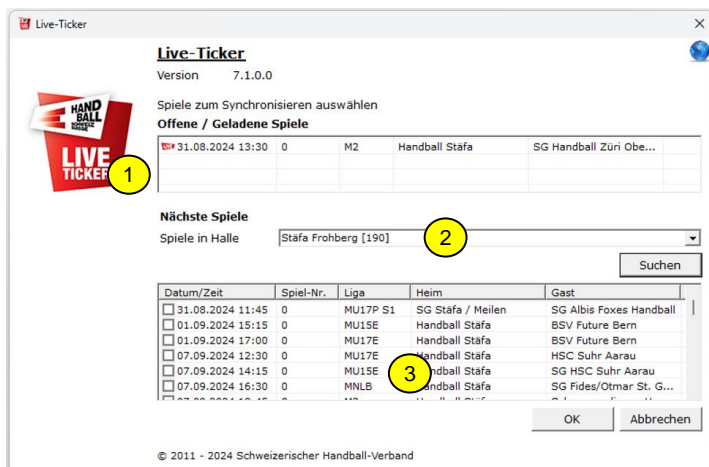 Live-Ticker
Live-Ticker
Version 7.1.0.0
HAND
BALL
SCHWEIZ
SUISSE
LIVE
TICKER
Spiele zum Synchronisieren auswählen
Offene / Geladene Spiele
31.08.2024 13:30 0 M2 Handball Stäfa SG Handball Züri Obe...
1
Nächste Spiele
Spiele in Halle Stäfa Frohberg [190]
2
Suchen
Datum/Zeit Spiel-Nr. Liga Heim Gast
31.08.2024 11:45 0 MU17P S1 SG Stäfa / Meilen SG Albis Foxes Handball
01.09.2024 15:15 0 MU15E Handball Stäfa BSV Future Bern
01.09.2024 17:00 0 MU17E Handball Stäfa BSV Future Bern
07.09.2024 12:30 0 MU17E Handball Stäfa HSC Suhr Aarau
07.09.2024 14:15 0 MU15E Handball Stäfa SG HSC Suhr Aarau
3
07.09.2024 16:30 0 MNLB Handball Stäfa SG Fides/Otmar St. G...
OK Abbrechen
© 2011 - 2024 Schweizerischer Handball-Verband